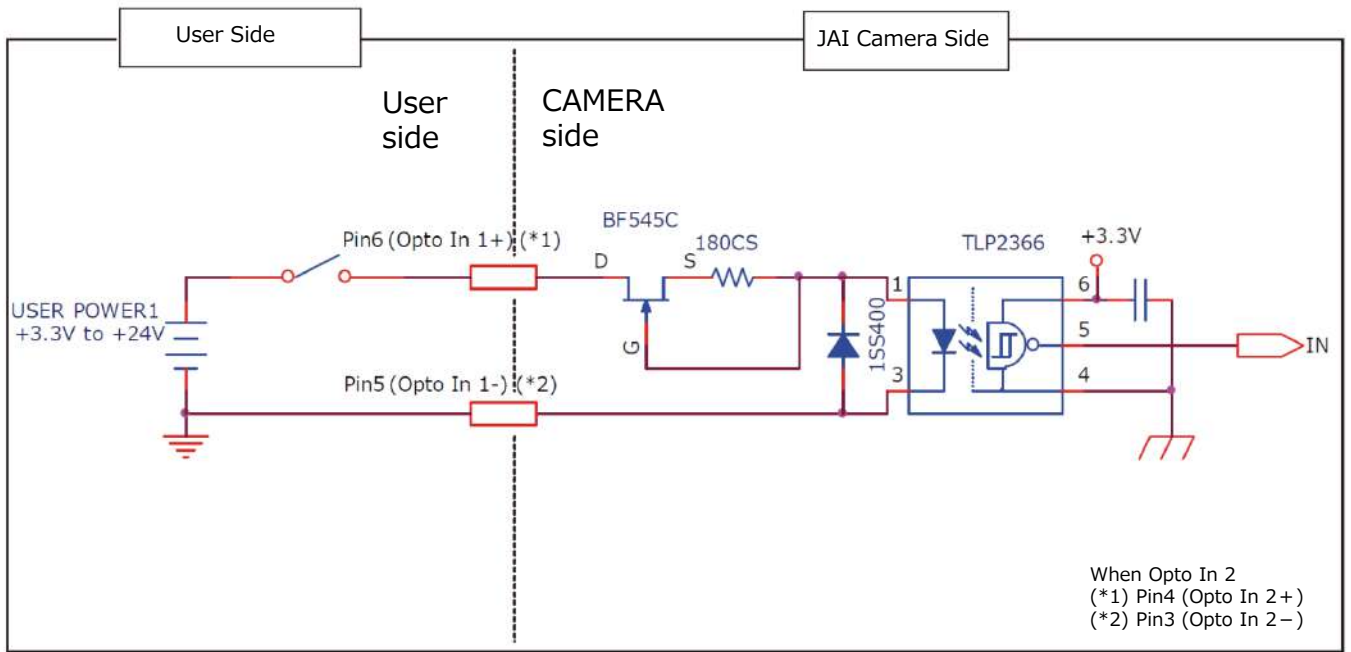 User Side
JAI Camera Side
User
side
CAMERA
side
BF545C
Pin6 (Opto In 1+) (*1)
D
S
180CS
TLP2366
+3.3V
1
6
USER POWER1
+3.3V to +24V
G
1SS400
5
IN
Pin5 (Opto In 1-) (*2)
3
4
When Opto In 2
(*1) Pin4 (Opto In 2+)
(*2) Pin3 (Opto In 2−)